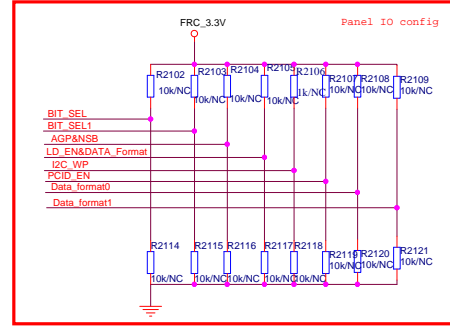 FRC_3.3V
Panel IO config
R2102
R2103
R2104
R2105
R2106
R2107
R2108
R2109
10k/NC
10k/NC
10k/NC
10k/NC
1k/NC
10k/NC
10k/NC
10k/NC
BIT_SEL
BIT_SEL1
AGP&NSB
LD_EN&DATA_Format
I2C_WP
PCID_EN
Data_format0
Data_format1
R2114
R2115
R2116
R2117
R2118
R2119
R2120
R2121
10k/NC
10k/NC
10k/NC
10k/NC
10k/NC
10k/NC
10k/NC
10k/NC